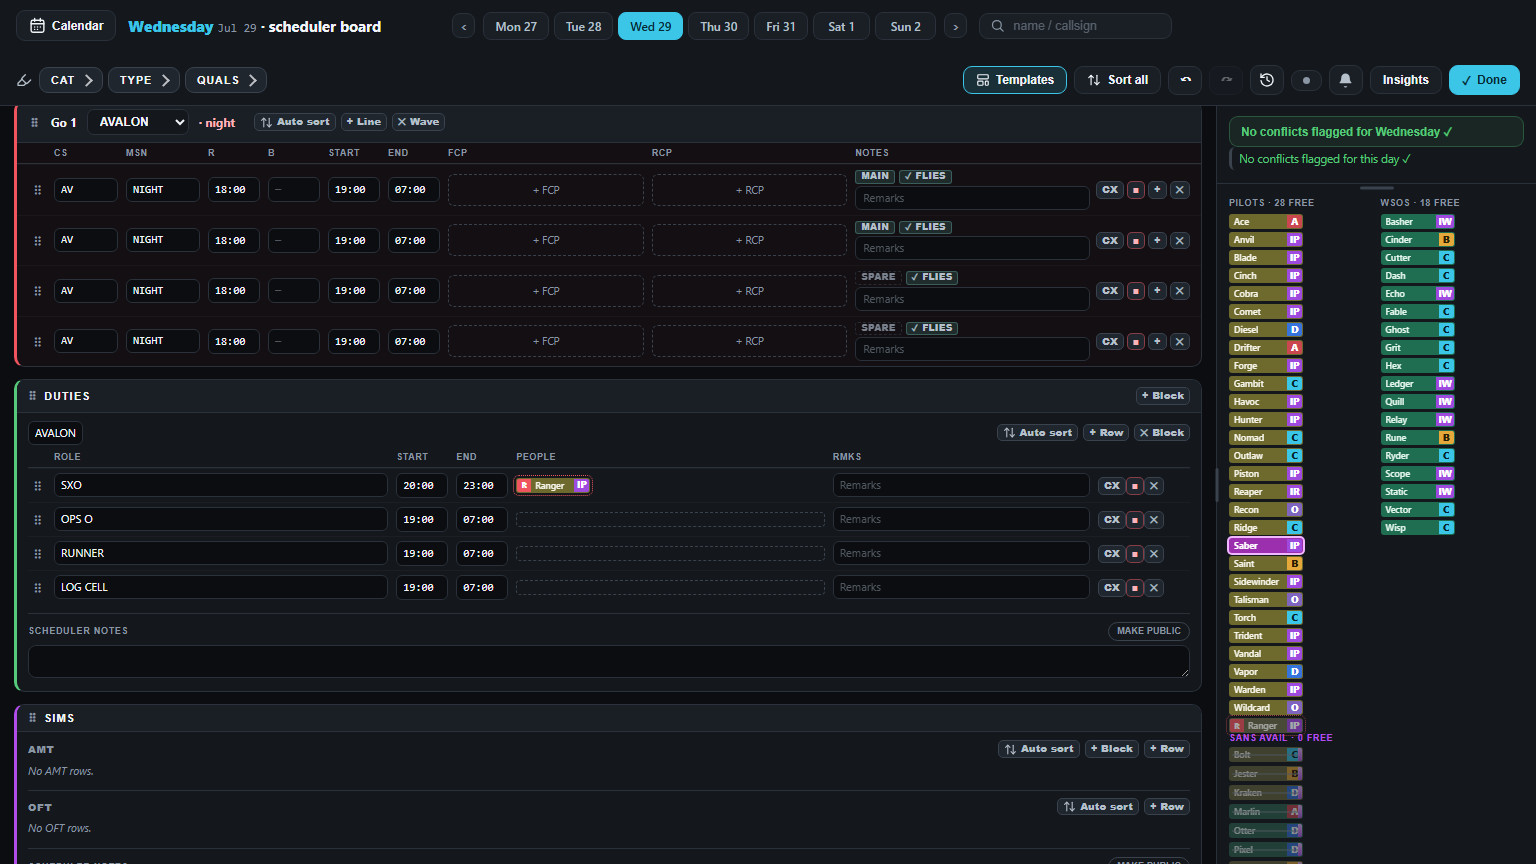 Calendar
Wednesday Jul 29 · scheduler board
‹ Mon 27 Tue 28 Wed 29 Thu 30 Fri 31 Sat 1 Sun 2 ›
name / callsign
CAT TYPE QUALS
Templates Sort all Insights ✓ Done
Go 1 AVALON · night Auto sort + Line ✕ Wave
CS MSN R B START END FCP RCP NOTES
MAIN ✓ FLIES
AV NIGHT 18:00 – 19:00 07:00 + FCP + RCP Remarks CX + ✕
MAIN ✓ FLIES
AV NIGHT 18:00 – 19:00 07:00 + FCP + RCP Remarks CX + ✕
SPARE ✓ FLIES
AV NIGHT 18:00 – 19:00 07:00 + FCP + RCP Remarks CX + ✕
SPARE ✓ FLIES
AV NIGHT 18:00 – 19:00 07:00 + FCP + RCP Remarks CX + ✕
DUTIES + Block
AVALON Auto sort + Row ✕ Block
ROLE START END PEOPLE RMKS
SXO 20:00 23:00 R Ranger IP Remarks CX ✕
OPS O 19:00 07:00 Remarks CX ✕
RUNNER 19:00 07:00 Remarks CX ✕
LOG CELL 19:00 07:00 Remarks CX ✕
SCHEDULER NOTES MAKE PUBLIC
SIMS
AMT Auto sort + Block + Row
No AMT rows.
OFT Auto sort + Row
No OFT rows.
No conflicts flagged for Wednesday ✓
No conflicts flagged for this day ✓
PILOTS · 28 FREE
Ace A
Anvil IP
Blade IP
Cinch IP
Cobra IP
Comet IP
Diesel D
Drifter A
Forge IP
Gambit C
Havoc IP
Hunter IP
Nomad C
Outlaw C
Piston IP
Reaper IR
Recon O
Ridge C
Saber IP
Saint B
Sidewinder IP
Talisman O
Torch C
Trident IP
Vandal IP
Vapor D
Warden IP
Wildcard O
R Ranger IP
SANS AVAIL · 0 FREE
Bolt C
Jester B
Kraken D
Marlin A
Otter D
Pixel D
WSOS · 18 FREE
Basher IW
Cinder B
Cutter C
Dash C
Echo IW
Fable C
Ghost C
Grit C
Hex C
Ledger IW
Quill IW
Relay IW
Rune B
Ryder C
Scope IW
Static IW
Vector C
Wisp C